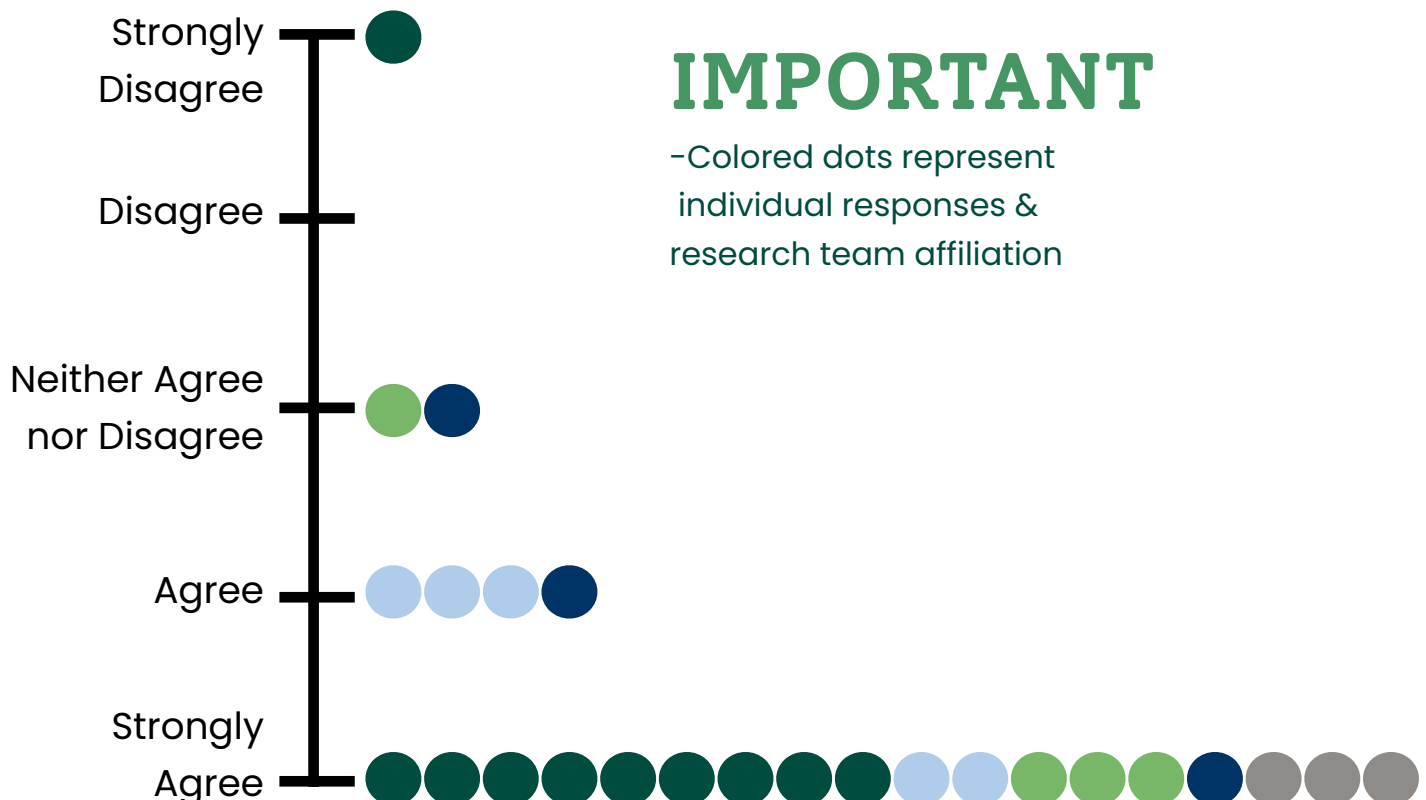 Strongly
Disagree
Disagree
Neither Agree
nor Disagree
Agree
Strongly
Agree
IMPORTANT
-Colored dots represent
individual responses &
research team affiliation